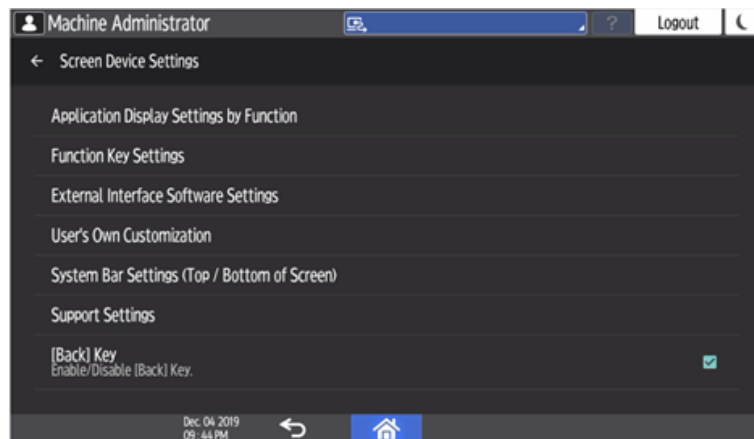 Machine Administrator
?
Logout
Screen Device Settings
Application Display Settings by Function
Function Key Settings
External Interface Software Settings
User's Own Customization
System Bar Settings (Top / Bottom of Screen)
Support Settings
[Back] Key
Enable/Disable [Back] Key.
Dec. 04 2019
09:44 PM